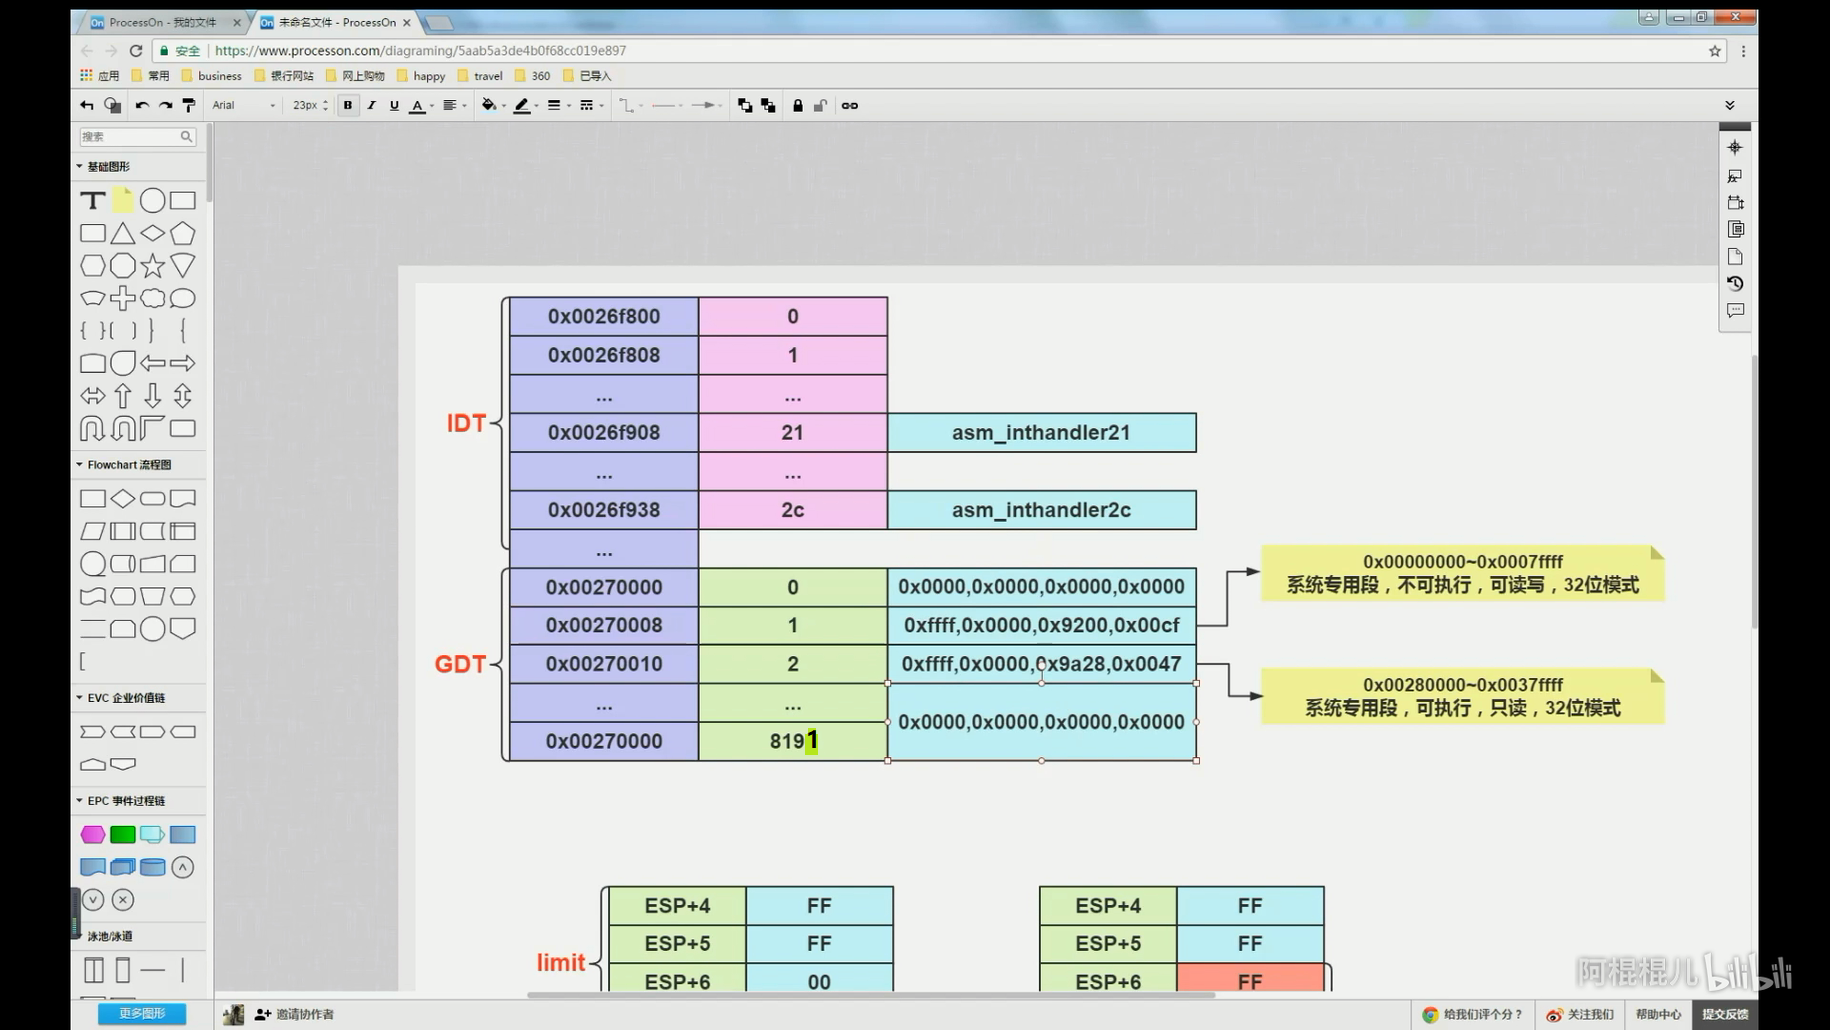 ProcessOn - 我的文件
未命名文件 - ProcessOn
安全
https://www.processon.com/diagraming/5aab5a3de4b0f68cc019e897
应用
常用
business
银行网站
网上购物
happy
travel
360
已导入
Arial
23px
B
I
U
A
搜索
基础图形
T
Flowchart 流程图
EVC 企业价值链
EPC 事件过程链
泳池/泳道
更多图形
邀请协作者
IDT
0x0026f800 0
0x0026f808 1
... ...
0x0026f908 21 asm_inthandler21
... ...
0x0026f938 2c asm_inthandler2c
...
GDT
0x00270000 0 0x0000,0x0000,0x0000,0x0000
0x00270008 1 0xffff,0x0000,0x9200,0x00cf
0x00270010 2 0xffff,0x0000,0x9a28,0x0047
... ... 0x0000,0x0000,0x0000,0x0000
0x00270000 8191
0x00000000~0x0007ffff
系统专用段，不可执行，可读写，32位模式
0x00280000~0x0037ffff
系统专用段，可执行，只读，32位模式
limit
ESP+4 FF
ESP+5 FF
ESP+6 00
ESP+4 FF
ESP+5 FF
ESP+6 FF
阿棍棍儿 bilibili
给我们评个分？
关注我们
帮助中心
提交反馈